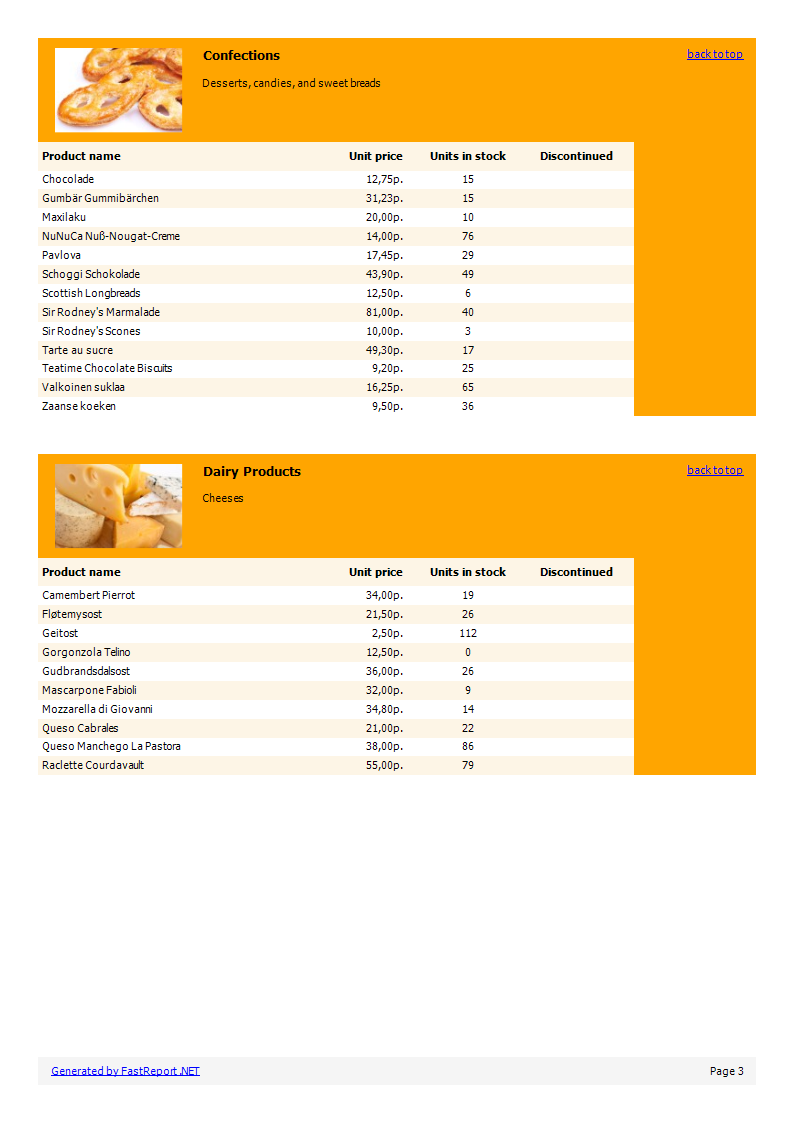 Confections back to top
Desserts, candies, and sweet breads
Product name Unit price Units in stock Discontinued
Chocolade 12,75р. 15
Gumbär Gummibärchen 31,23р. 15
Maxilaku 20,00р. 10
NuNuCa Nuß-Nougat-Creme 14,00р. 76
Pavlova 17,45р. 29
Schoggi Schokolade 43,90р. 49
Scottish Longbreads 12,50р. 6
Sir Rodney's Marmalade 81,00р. 40
Sir Rodney's Scones 10,00р. 3
Tarte au sucre 49,30р. 17
Teatime Chocolate Biscuits 9,20р. 25
Valkoinen suklaa 16,25р. 65
Zaanse koeken 9,50р. 36
Dairy Products back to top
Cheeses
Product name Unit price Units in stock Discontinued
Camembert Pierrot 34,00р. 19
Fløtemysost 21,50р. 26
Geitost 2,50р. 112
Gorgonzola Telino 12,50р. 0
Gudbrandsdalsost 36,00р. 26
Mascarpone Fabioli 32,00р. 9
Mozzarella di Giovanni 34,80р. 14
Queso Cabrales 21,00р. 22
Queso Manchego La Pastora 38,00р. 86
Raclette Courdavault 55,00р. 79
Generated by FastReport .NET Page 3